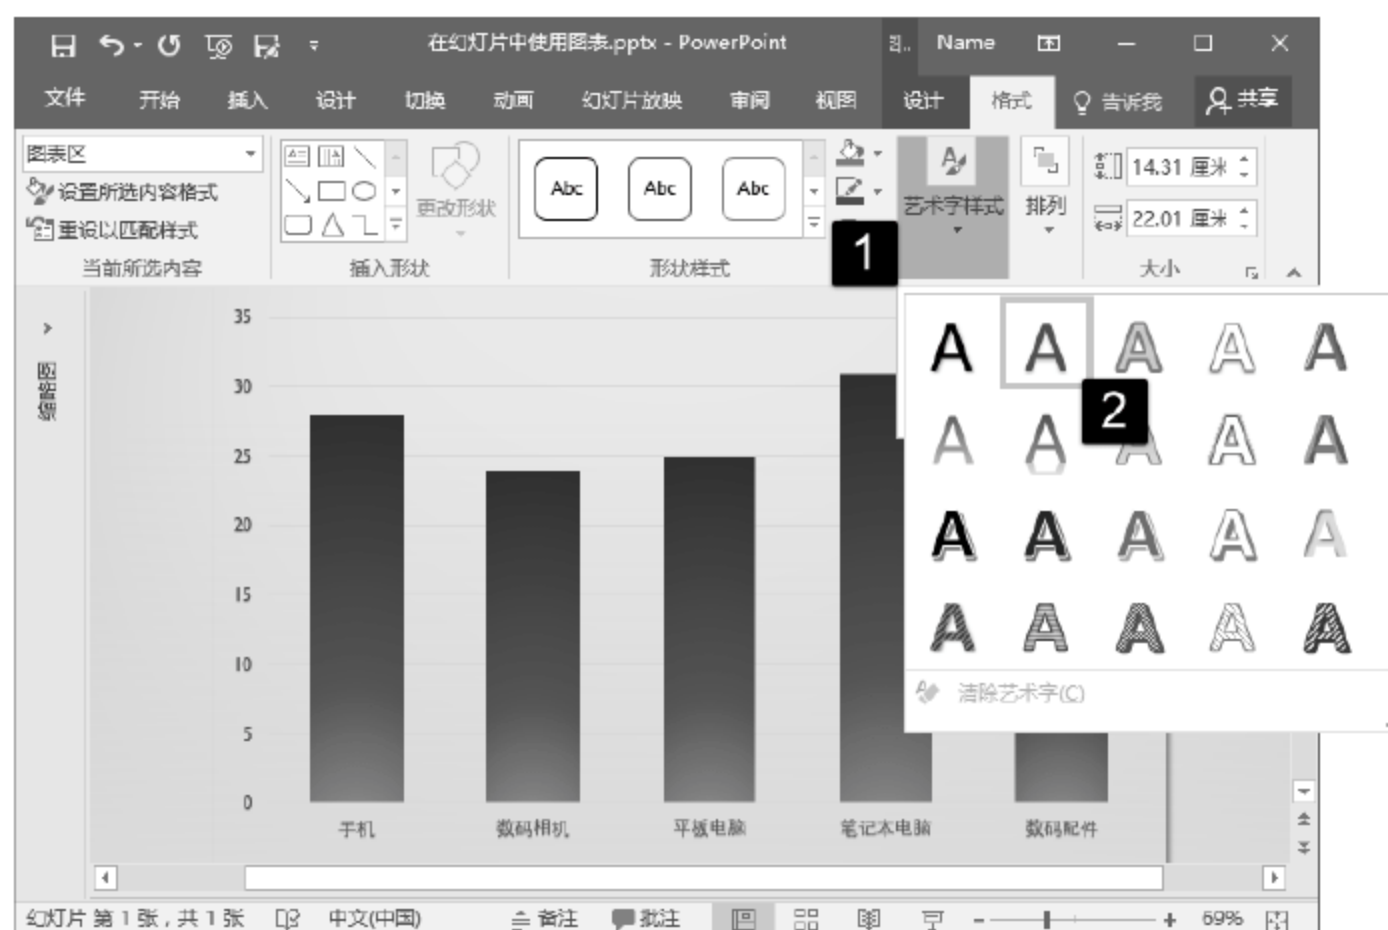 在幻灯片中使用图表.pptx - PowerPoint
Name
文件 开始 插入 设计 切换 动画 幻灯片放映 审阅 视图 设计 格式 告诉我 共享
图表区
设置所选内容格式
重设以匹配样式
当前所选内容
更改形状
插入形状
Abc Abc Abc
形状样式
艺术字样式
排列
14.31 厘米
22.01 厘米
大小
1
2
A A A A A
A A A A A
A A A A A
A A A A A
清除艺术字(C)
缩略图
35
30
25
20
15
10
5
0
手机 数码相机 平板电脑 笔记本电脑 数码配件
幻灯片 第 1 张，共 1 张 中文(中国) 备注 批注 69%